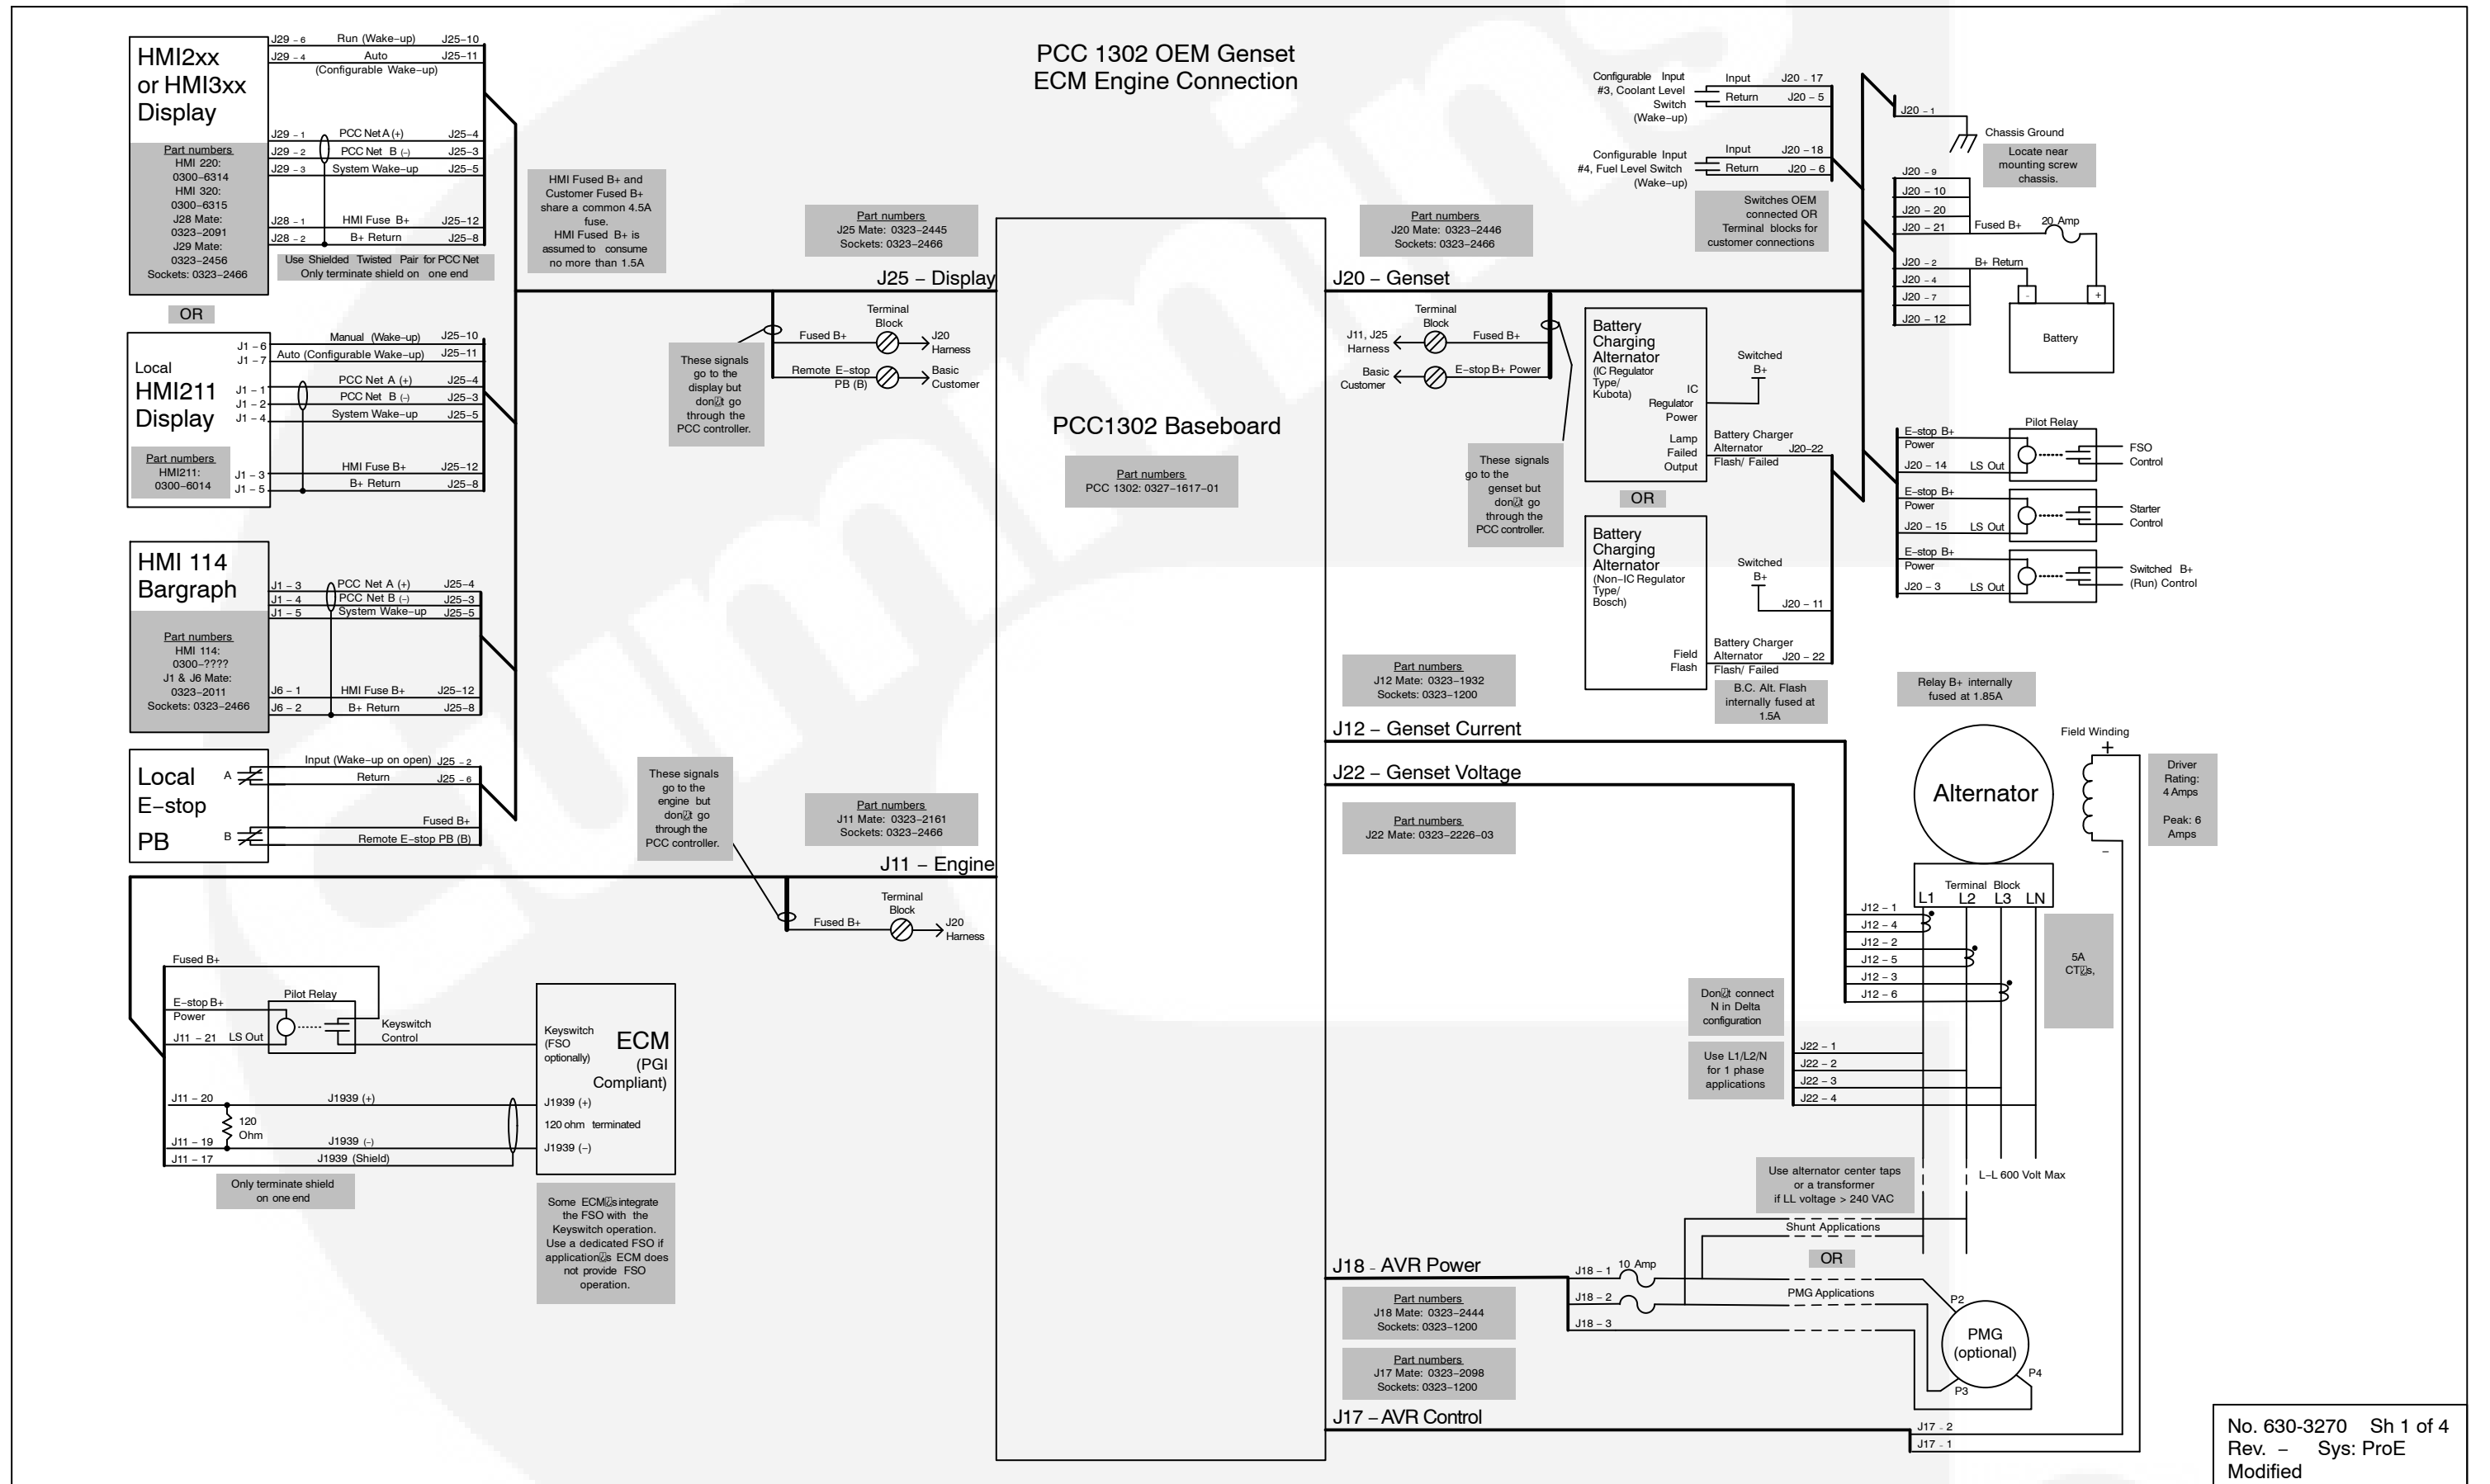 PCC 1302 OEM Genset
ECM Engine Connection
HMI2xx
or HMI3xx
Display
Part numbers
HMI 220:
0300-6314
HMI 320:
0300-6315
J28 Mate:
0323-2091
J29 Mate:
0323-2456
Sockets: 0323-2466
J29 - 6 Run (Wake-up) J25-10
J29 - 4 Auto J25-11
(Configurable Wake-up)
J29 - 1 PCC Net A (+) J25-4
J29 - 2 PCC Net B (-) J25-3
J29 - 3 System Wake-up J25-5
J28 - 1 HMI Fuse B+ J25-12
J28 - 2 B+ Return J25-8
Use Shielded Twisted Pair for PCC Net
Only terminate shield on one end
OR
Local
HMI211
Display
Part numbers
HMI211:
0300-6014
J1 - 6 Manual (Wake-up) J25-10
J1 - 7 Auto (Configurable Wake-up) J25-11
J1 - 1 PCC Net A (+) J25-4
J1 - 2 PCC Net B (-) J25-3
J1 - 4 System Wake-up J25-5
J1 - 3 HMI Fuse B+ J25-12
J1 - 5 B+ Return J25-8
HMI 114
Bargraph
Part numbers
HMI 114:
0300-????
J1 & J6 Mate:
0323-2011
Sockets: 0323-2466
J1 - 3 PCC Net A (+) J25-4
J1 - 4 PCC Net B (-) J25-3
J1 - 5 System Wake-up J25-5
J6 - 1 HMI Fuse B+ J25-12
J6 - 2 B+ Return J25-8
Local
E-stop
PB
A Input (Wake-up on open) J25 - 2
Return J25 - 6
B Fused B+
Remote E-stop PB (B)
HMI Fused B+ and
Customer Fused B+
share a common 4.5A
fuse.
HMI Fused B+ is
assumed to consume
no more than 1.5A
Part numbers
J25 Mate: 0323-2445
Sockets: 0323-2466
J25 - Display
These signals
go to the
display but
don't go
through the
PCC controller.
Terminal
Block
Fused B+ J20
Harness
Remote E-stop
PB (B)
Basic
Customer
These signals
go to the
engine but
don't go
through the
PCC controller.
Part numbers
J11 Mate: 0323-2161
Sockets: 0323-2466
J11 - Engine
Terminal
Block
Fused B+ J20
Harness
Fused B+
E-stop B+
Power
Pilot Relay
J11 - 21 LS Out
Keyswitch
Control
Keyswitch
(FSO
optionally)
ECM
(PGI
Compliant)
J11 - 20 J1939 (+)
J1939 (+)
120
Ohm
120 ohm terminated
J11 - 19 J1939 (-)
J1939 (-)
J11 - 17 J1939 (Shield)
Only terminate shield
on one end
Some ECM's integrate
the FSO with the
Keyswitch operation.
Use a dedicated FSO if
application's ECM does
not provide FSO
operation.
PCC1302 Baseboard
Part numbers
PCC 1302: 0327-1617-01
Part numbers
J20 Mate: 0323-2446
Sockets: 0323-2466
J20 - Genset
Terminal
Block
J11, J25
Harness
Fused B+
Basic
Customer
E-stop B+ Power
These signals
go to the
genset but
don't go
through the
PCC controller.
Configurable Input
#3, Coolant Level
Switch
(Wake-up)
Input J20 - 17
Return J20 - 5
Configurable Input
#4, Fuel Level Switch
(Wake-up)
Input J20 - 18
Return J20 - 6
Switches OEM
connected OR
Terminal blocks for
customer connections
Battery
Charging
Alternator
(IC Regulator
Type/
Kubota)
IC
Regulator
Power
Lamp
Failed
Output
Switched
B+
Battery Charger
Alternator J20-22
Flash/ Failed
OR
Battery
Charging
Alternator
(Non-IC Regulator
Type/
Bosch)
Switched
B+
J20 - 11
Field
Flash
Battery Charger
Alternator J20 - 22
Flash/ Failed
B.C. Alt. Flash
internally fused at
1.5A
J20 - 1
Chassis Ground
Locate near
mounting screw
chassis.
J20 - 9
J20 - 10
J20 - 20
J20 - 21 Fused B+ 20 Amp
J20 - 2 B+ Return
J20 - 4
J20 - 7
J20 - 12
- +
Battery
Pilot Relay
E-stop B+
Power
J20 - 14 LS Out
FSO
Control
E-stop B+
Power
J20 - 15 LS Out
Starter
Control
E-stop B+
Power
J20 - 3 LS Out
Switched B+
(Run) Control
Relay B+ internally
fused at 1.85A
Part numbers
J12 Mate: 0323-1932
Sockets: 0323-1200
J12 - Genset Current
J22 - Genset Voltage
Part numbers
J22 Mate: 0323-2226-03
Alternator
Field Winding
+
-
Driver
Rating:
4 Amps
Peak: 6
Amps
Terminal Block
L1 L2 L3 LN
J12 - 1
J12 - 4
J12 - 2
J12 - 5
J12 - 3
J12 - 6
5A
CT's,
Don't connect
N in Delta
configuration
Use L1/L2/N
for 1 phase
applications
J22 - 1
J22 - 2
J22 - 3
J22 - 4
Use alternator center taps
or a transformer
if LL voltage > 240 VAC
L-L 600 Volt Max
Shunt Applications
OR
J18 - AVR Power
J18 - 1 10 Amp
J18 - 2
J18 - 3
PMG Applications
Part numbers
J18 Mate: 0323-2444
Sockets: 0323-1200
Part numbers
J17 Mate: 0323-2098
Sockets: 0323-1200
P2
PMG
(optional)
P3
P4
J17 - AVR Control
J17 - 2
J17 - 1
No. 630-3270 Sh 1 of 4
Rev. - Sys: ProE
Modified
Cummins